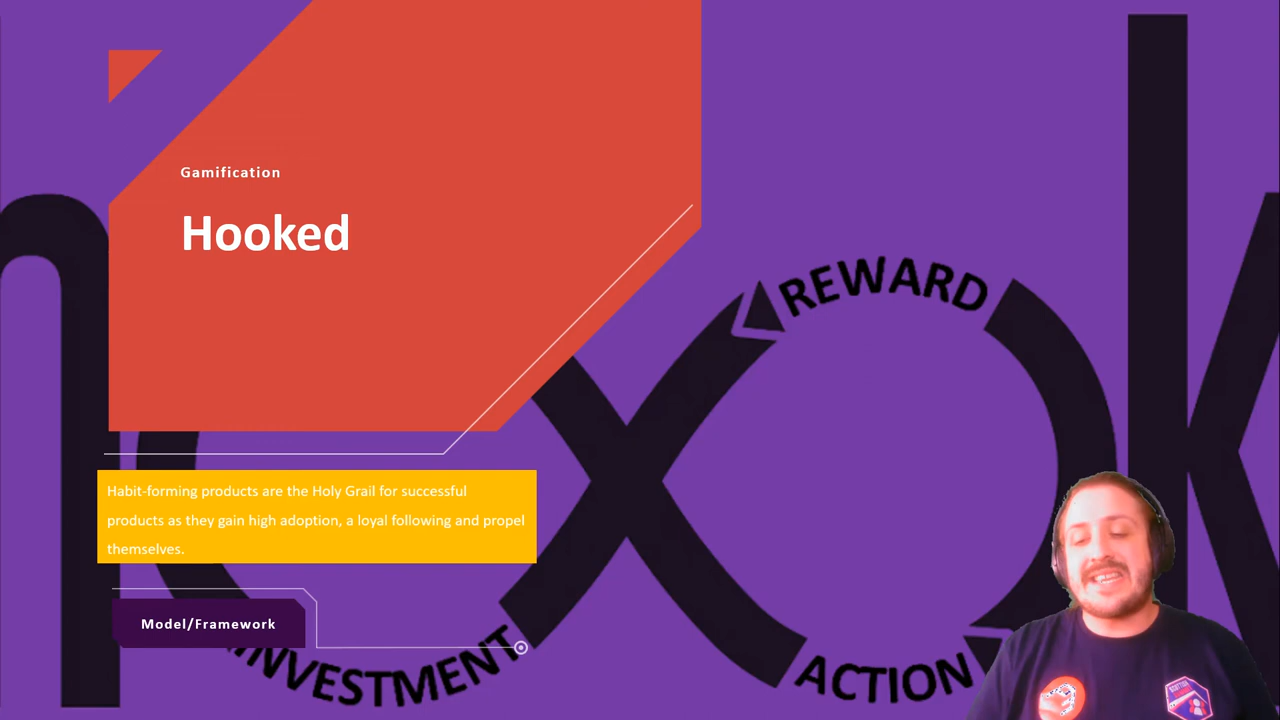 Gamification
Hooked
REWARD
Habit-forming products are the Holy Grail for successful
products as they gain high adoption, a loyal following and propel
themselves.
Model/Framework
INVESTMENT
ACTION